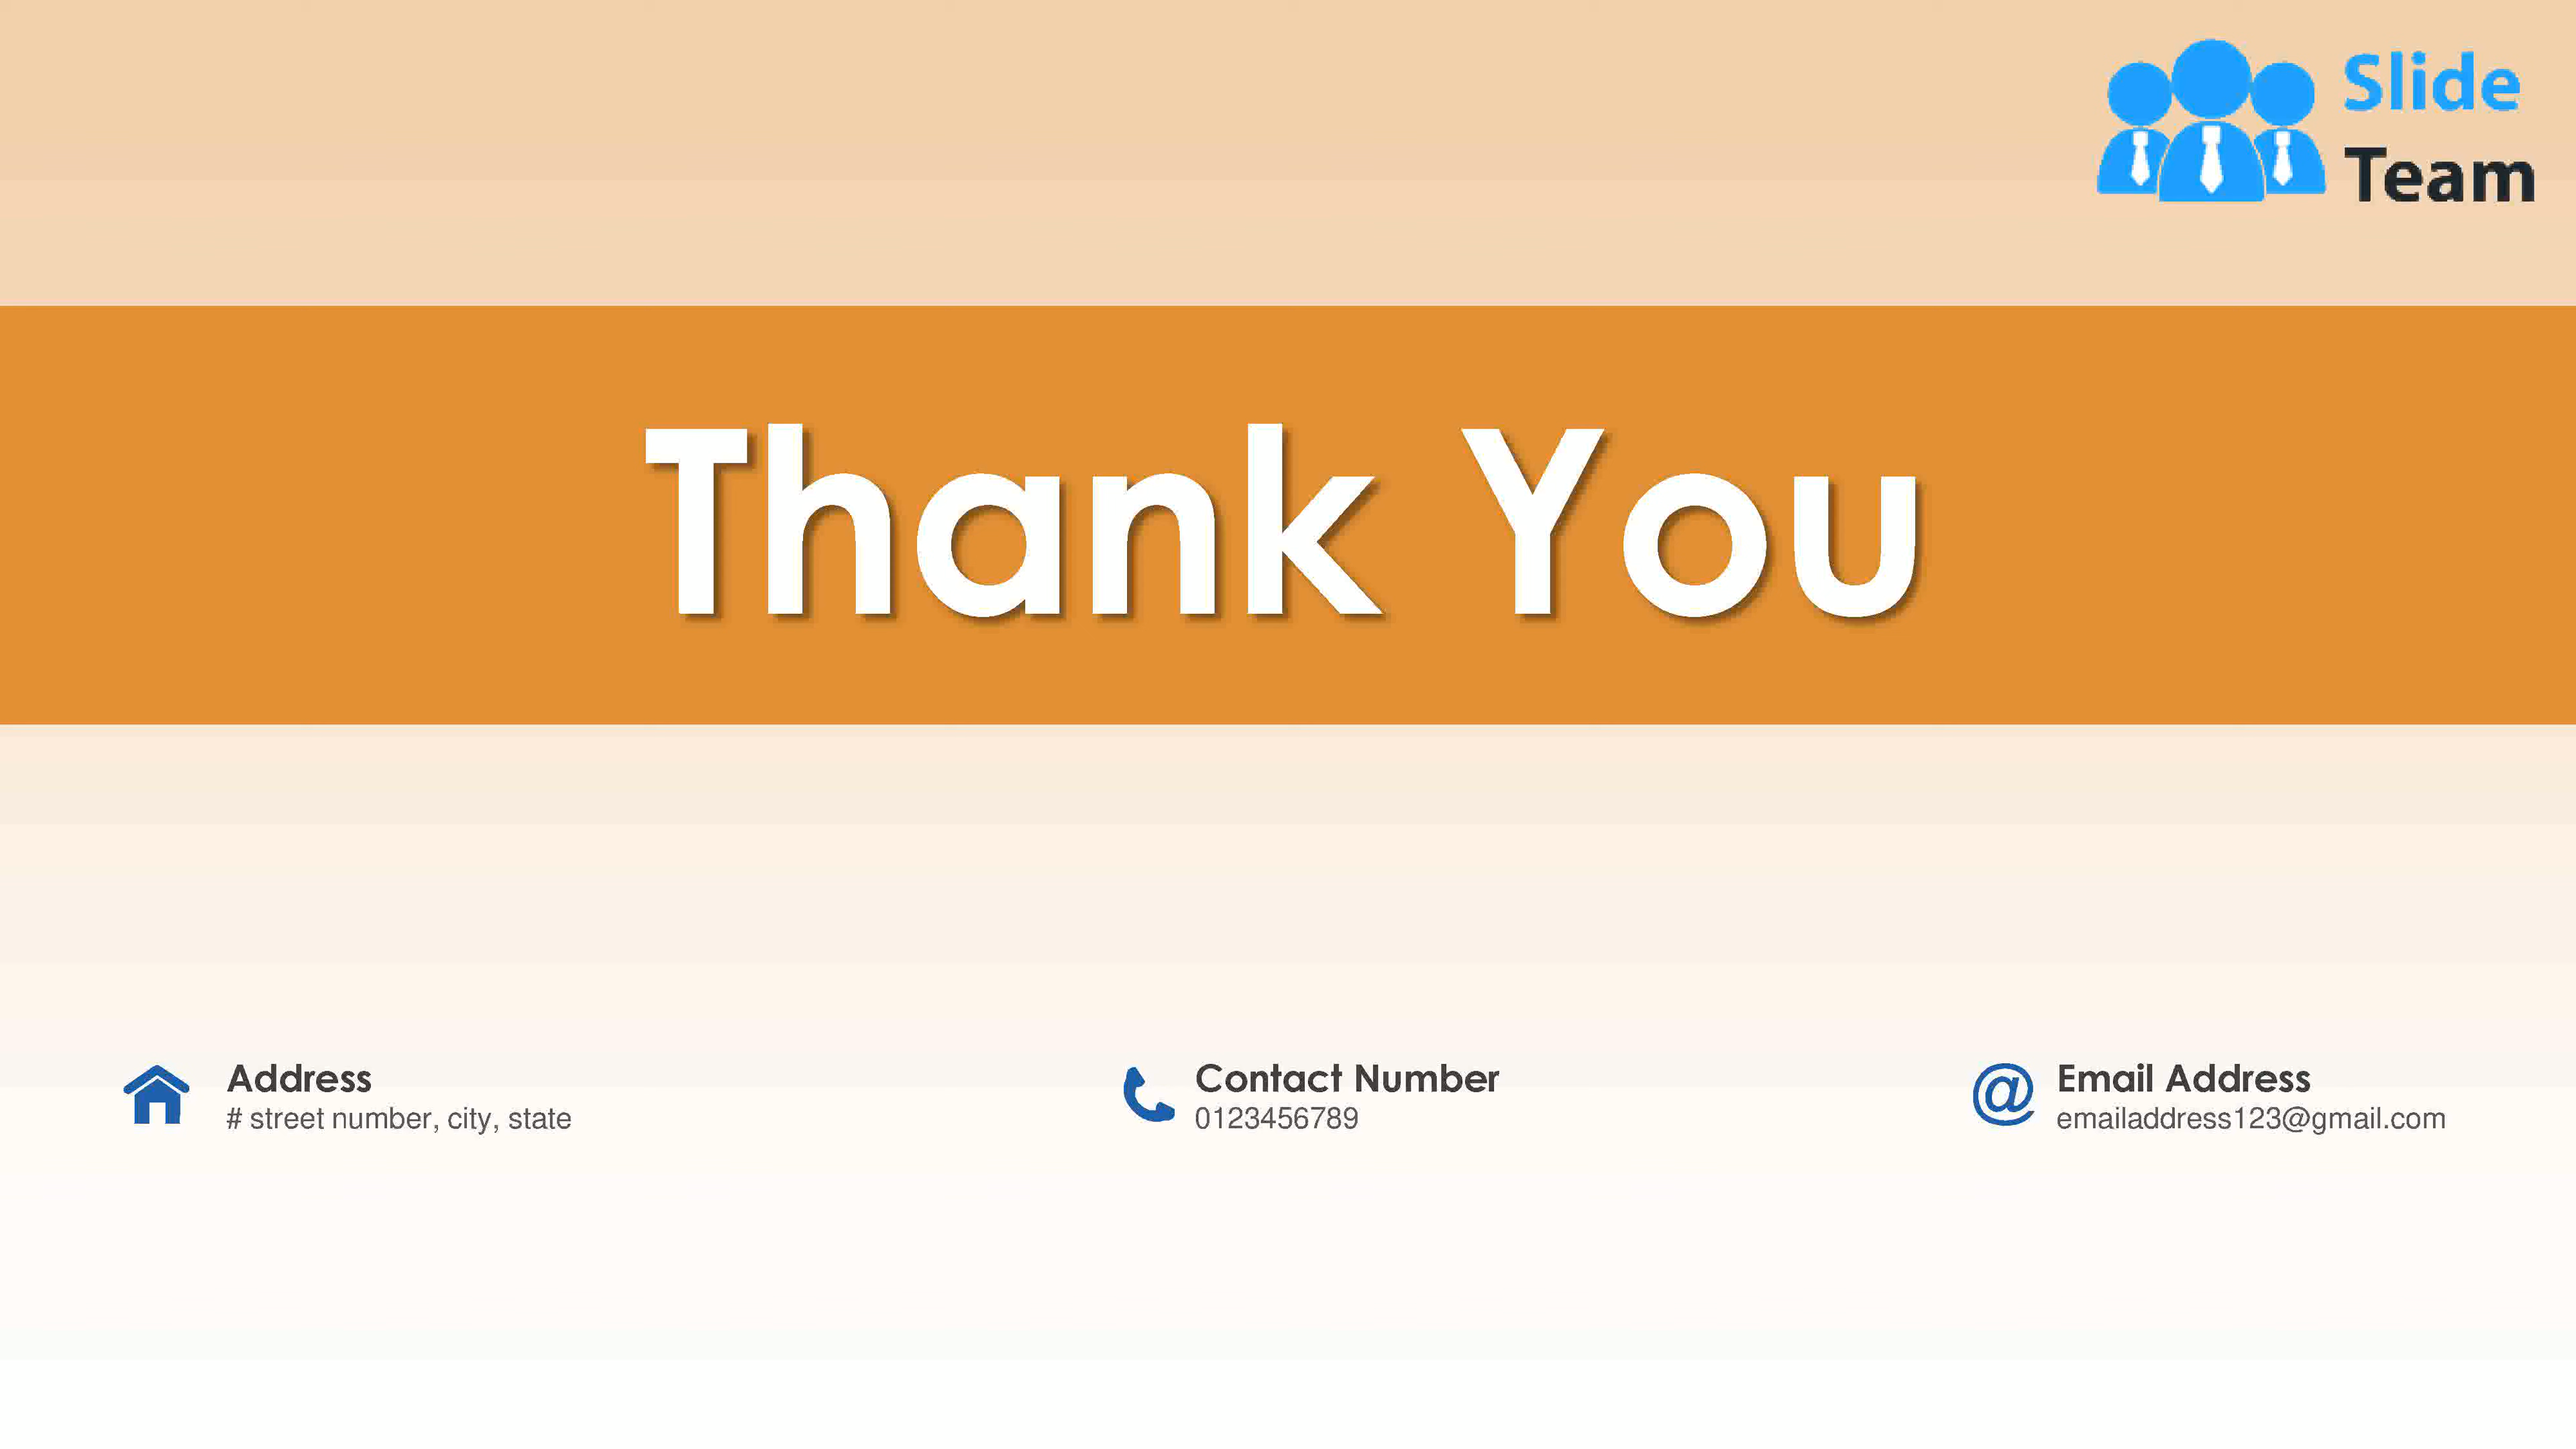 Slide
Team
Thank You
Address
# street number, city, state
Contact Number
0123456789
Email Address
emailaddress123@gmail.com